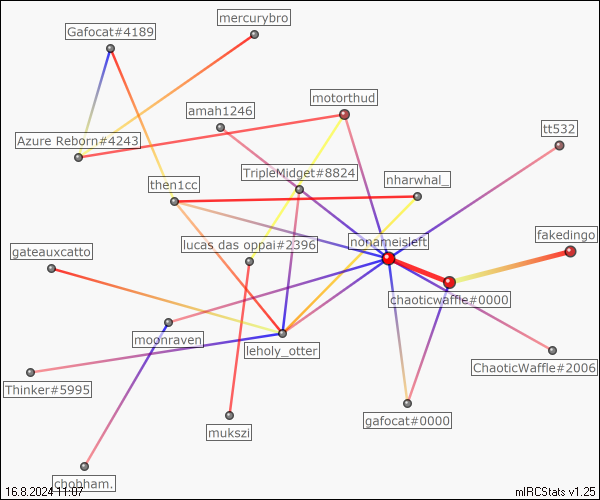 mercurybro
Gafocat#4189
motorthud
amah1246
tt532
Azure Reborn#4243
TripleMidget#8824
nharwhal_
then1cc
fakedingo
nonameisleft
lucas das oppai#2396
gateauxcatto
chaoticwaffle#0000
moonraven
leholy_otter
ChaoticWaffle#2006
Thinker#5995
gafocat#0000
mukszi
chobham.
16.8.2024 11:07
mIRCStats v1.25